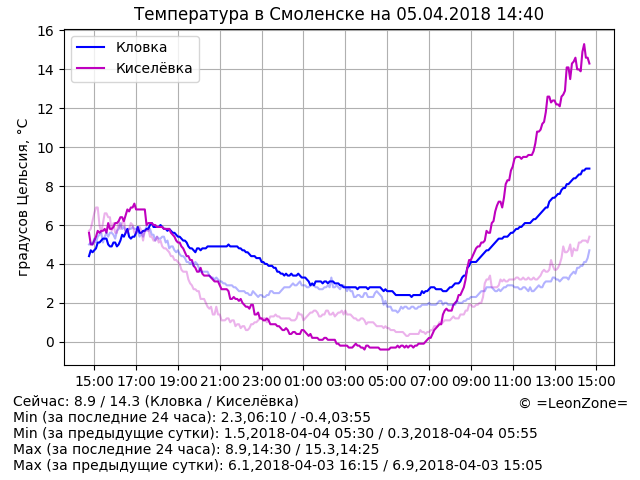 Температура в Смоленске на 05.04.2018 14:40
градусов Цельсия, °C
16
14
12
10
8
6
4
2
0
Кловка
Киселёвка
15:00 17:00 19:00 21:00 23:00 01:00 03:00 05:00 07:00 09:00 11:00 13:00 15:00
Сейчас: 8.9 / 14.3 (Кловка / Киселёвка)
© =LeonZone=
Min (за последние 24 часа): 2.3,06:10 / -0.4,03:55
Min (за предыдущие сутки): 1.5,2018-04-04 05:30 / 0.3,2018-04-04 05:55
Max (за последние 24 часа): 8.9,14:30 / 15.3,14:25
Max (за предыдущие сутки): 6.1,2018-04-03 16:15 / 6.9,2018-04-03 15:05